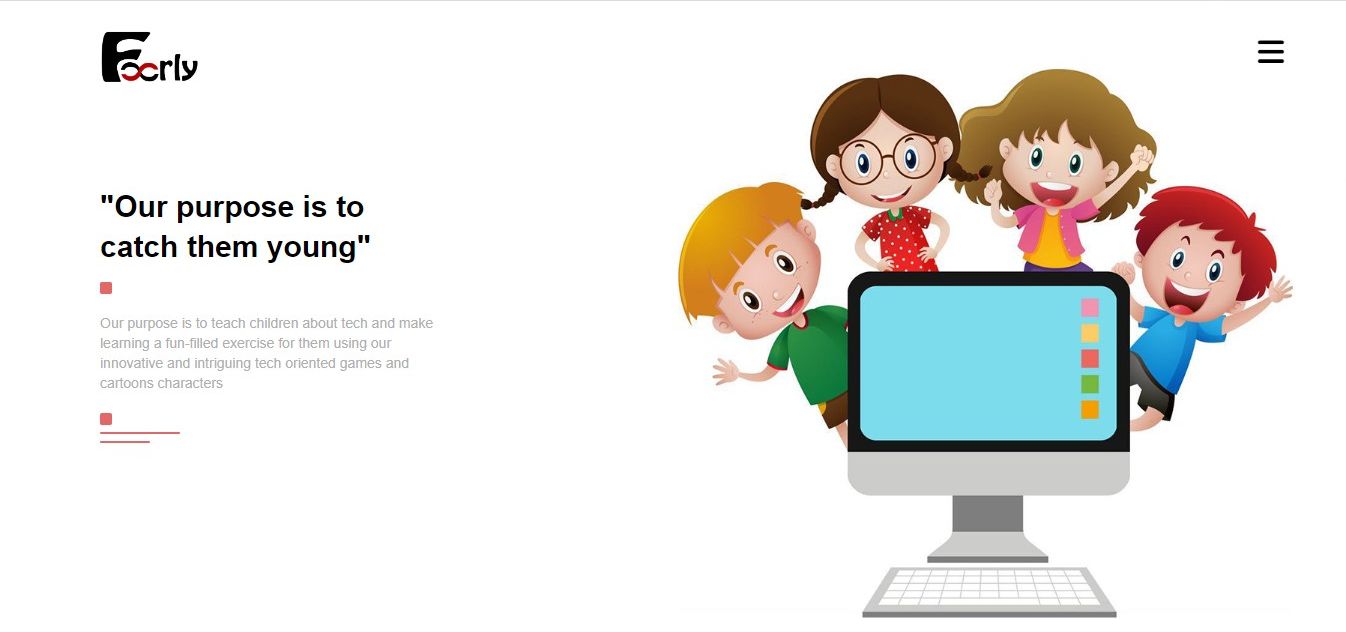 "Our purpose is to
catch them young"
Our purpose is to teach children about tech and make
learning a fun-filled exercise for them using our
innovative and intriguing tech oriented games and
cartoons characters